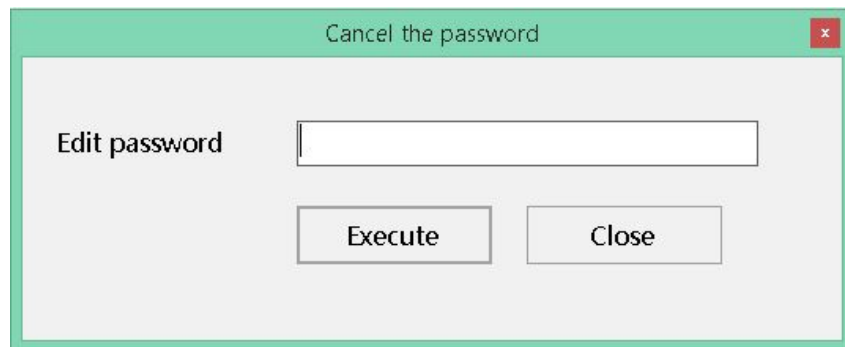 Cancel the password
x
Edit password
Execute
Close